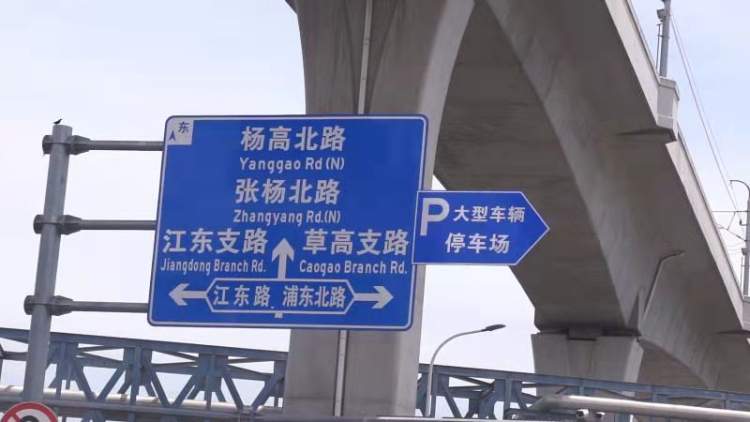 东
杨高北路
Yanggao Rd(N)
张杨北路
Zhangyang Rd.(N)
江东支路 草高支路
Jiangdong Branch Rd. Caogao Branch Rd.
江东路 浦东北路
P 大型车辆
停车场